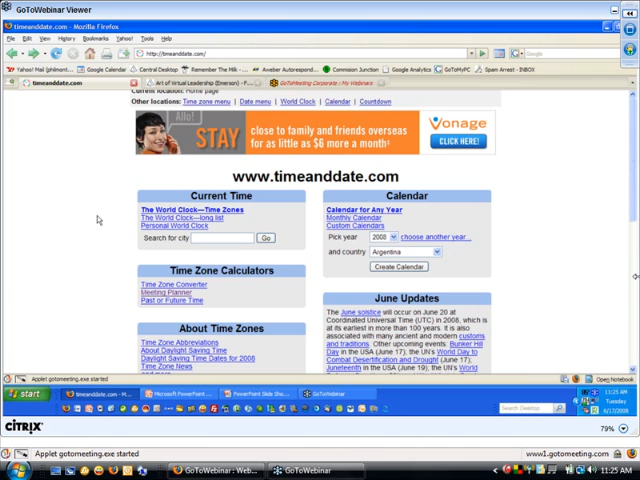 GoToWebinar Viewer
timeanddate.com - Mozilla Firefox
File Edit View History Bookmarks Yahoo! Tools Help
http://timeanddate.com/
Google
Google Calendar Central Desktop Remember The Milk - ... Aweber Autorespond... Commission Junction Google Analytics GoToMyPC Spam Arrest - INBOX
timeanddate.com Art of Virtual Leadership (Emerson) - F... GoToMeeting Corporate : My Webinars
Current location: Home page
Other locations: Time zone menu | Date menu | World Clock | Calendar | Countdown
Allo!
STAY close to family and friends overseas
for as little as $6 more a month
Vonage
CLICK HERE!
www.timeanddate.com
Current Time
The World Clock—Time Zones
The World Clock—long list
Personal World Clock
Search for city Go
Calendar
Calendar for Any Year
Monthly Calendar
Custom Calendars
Pick year 2008 choose another year...
and country Argentina
Create Calendar
Time Zone Calculators
Time Zone Converter
Meeting Planner
Past or Future Time
June Updates
The June solstice will occur on June 20 at
Coordinated Universal Time (UTC) in 2008, which
is at its earliest in more than 100 years. It is also
associated with many ancient and modern customs
and traditions. Other upcoming events: Bunker Hill
Day in the USA (June 17); the UN's World Day to
Combat Desertification and Drought (June 17);
Juneteenth in the USA (June 19); the UN's World
About Time Zones
Time Zone Abbreviations
About Daylight Saving Time
Daylight Saving Time Dates for 2008
Time Zone News
Applet gotomeeting.exe started
Open Notebook
start
timeanddate.com - M...
Microsoft PowerPoint ...
PowerPoint Slide Sho...
GoToWebinar
11:25 AM
Tuesday
6/17/2008
Search Desktop
CITRIX
79%
Applet gotomeeting.exe started
www1.gotomeeting.com
GoToWebinar : Web...
GoToWebinar
11:25 AM